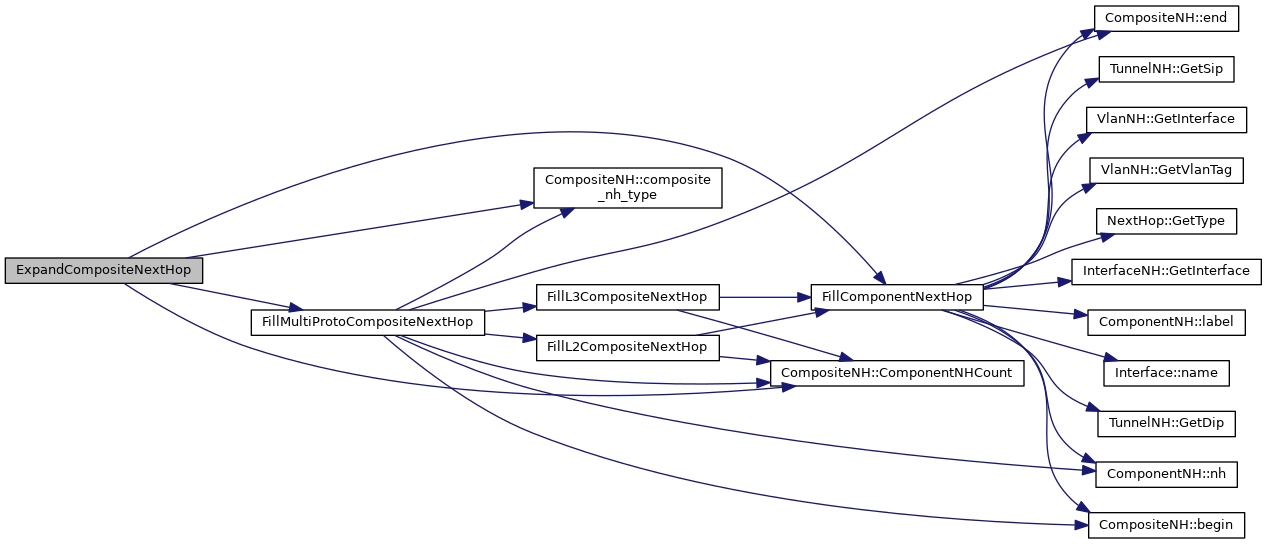 CompositeNH::end
TunnelNH::GetSip
VlanNH::GetInterface
VlanNH::GetVlanTag
CompositeNH::composite
_nh_type
NextHop::GetType
ExpandCompositeNextHop
InterfaceNH::GetInterface
FillL3CompositeNextHop
FillComponentNextHop
FillMultiProtoCompositeNextHop
ComponentNH::label
FillL2CompositeNextHop
CompositeNH::ComponentNHCount
Interface::name
TunnelNH::GetDip
ComponentNH::nh
CompositeNH::begin